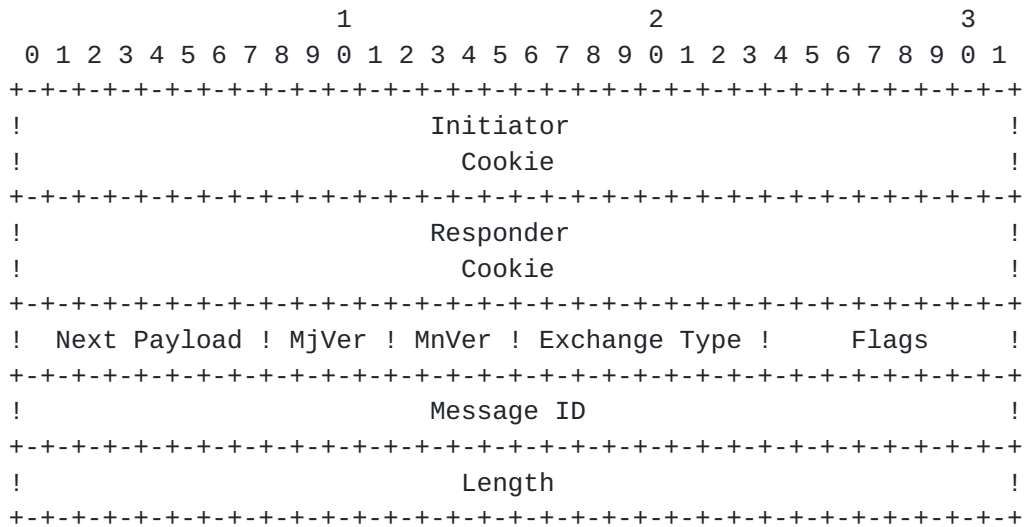 1                   2                   3
 0 1 2 3 4 5 6 7 8 9 0 1 2 3 4 5 6 7 8 9 0 1 2 3 4 5 6 7 8 9 0 1
+-+-+-+-+-+-+-+-+-+-+-+-+-+-+-+-+-+-+-+-+-+-+-+-+-+-+-+-+-+-+-+-+
!                          Initiator                            !
!                            Cookie                             !
+-+-+-+-+-+-+-+-+-+-+-+-+-+-+-+-+-+-+-+-+-+-+-+-+-+-+-+-+-+-+-+-+
!                          Responder                            !
!                            Cookie                             !
+-+-+-+-+-+-+-+-+-+-+-+-+-+-+-+-+-+-+-+-+-+-+-+-+-+-+-+-+-+-+-+-+
!  Next Payload ! MjVer ! MnVer ! Exchange Type !     Flags     !
+-+-+-+-+-+-+-+-+-+-+-+-+-+-+-+-+-+-+-+-+-+-+-+-+-+-+-+-+-+-+-+-+
!                          Message ID                           !
+-+-+-+-+-+-+-+-+-+-+-+-+-+-+-+-+-+-+-+-+-+-+-+-+-+-+-+-+-+-+-+-+
!                            Length                             !
+-+-+-+-+-+-+-+-+-+-+-+-+-+-+-+-+-+-+-+-+-+-+-+-+-+-+-+-+-+-+-+-+